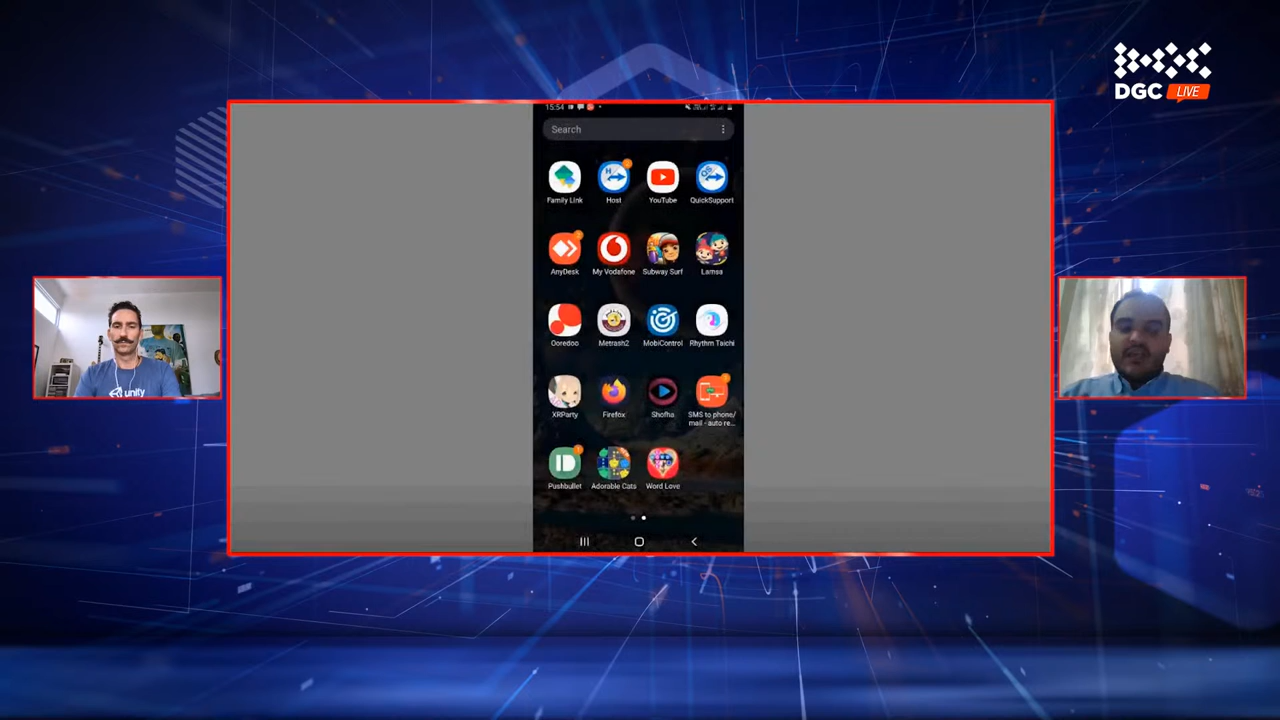 DGC LIVE
15:54
Search
Family Link Host YouTube QuickSupport
AnyDesk My Vodafone Subway Surf Lamsa
Ooredoo Metrash2 MobiControl Rhythm Taichi
XRParty Firefox Shofha SMS to phone/
mail - auto re...
Pushbullet Adorable Cats Word Love
unity